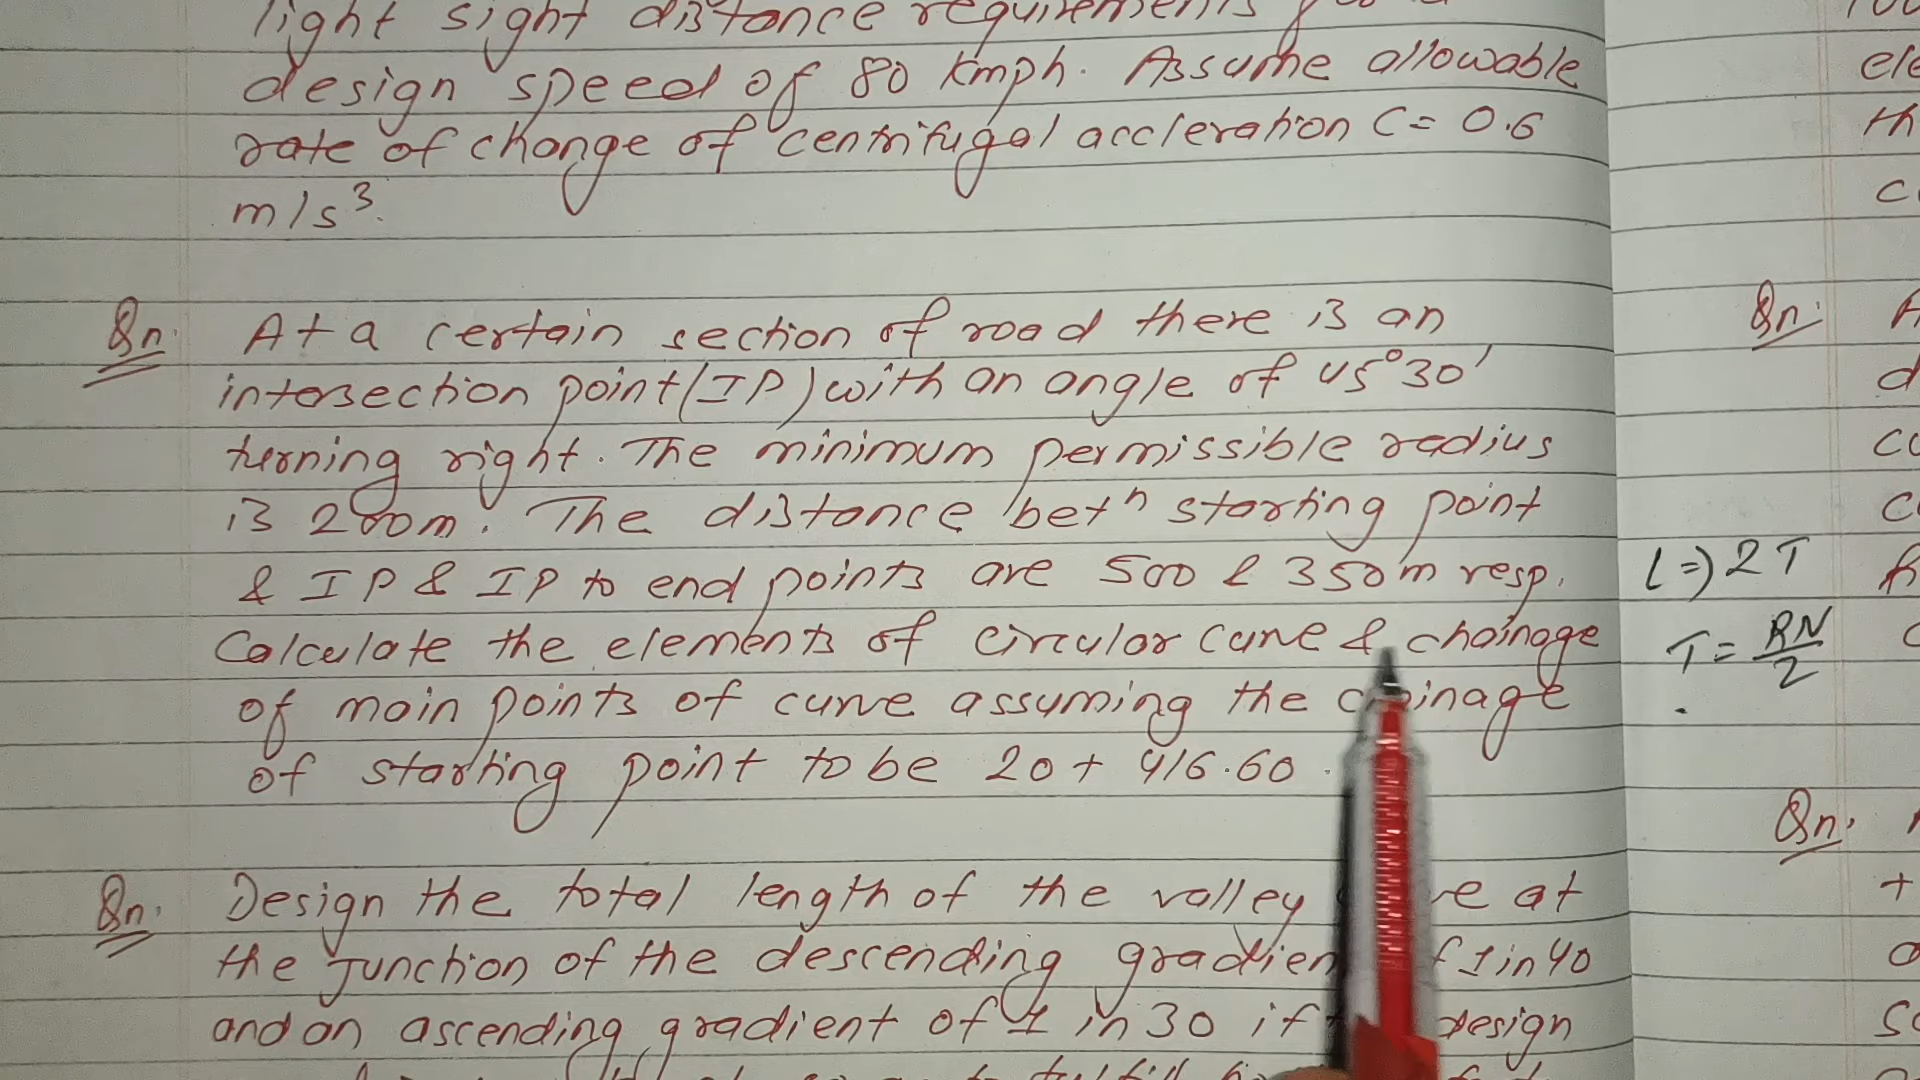 light sight distance requirements
design speed of 80 Kmph. Assume allowable
rate of change of centrifugal accleration C = 0.6
m/s³.
Qn. At a certain section of road there is an
intersection point (IP) with an angle of 45°30'
turning right. The minimum permissible radius
is 200m. The distance betⁿ starting point
& IP & IP to end points are 500 & 350m resp.
Calculate the elements of circular curve & chainage
of main points of curve assuming the chainage
of starting point to be 20+ 416.60.
Qn. Design the total length of the valley at
the junction of the descending 1 in 40
and an ascending gradient of 1 in 30 if design
L => 2T
T = RN/2
Qn.
Qn.